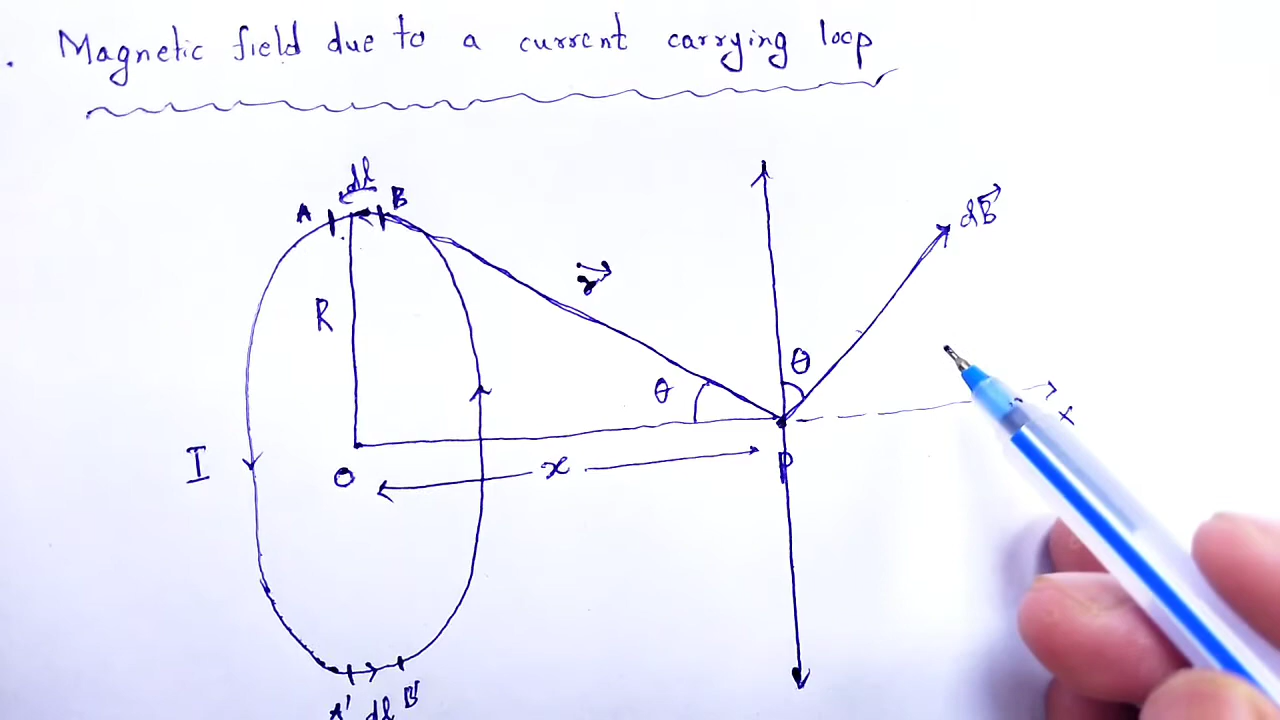 Magnetic field due to a current carrying loop
dl
A B
dB
r
R
θ
θ
x
I
O
x
P
A' dl B'